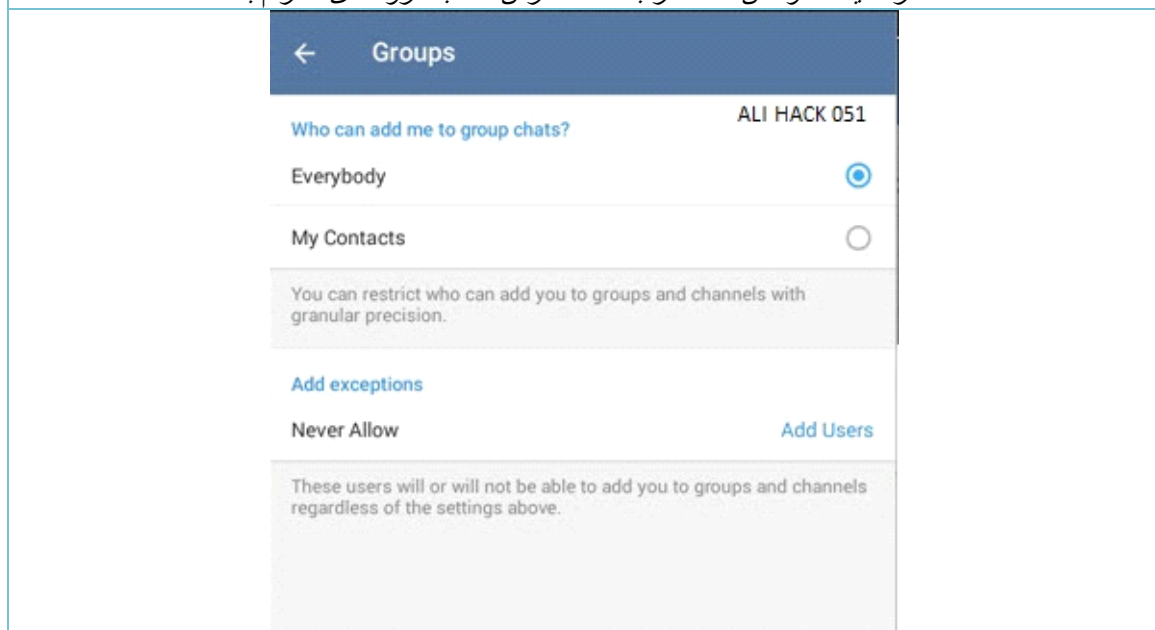 Groups
ALI HACK 051
Who can add me to group chats?
Everybody
My Contacts
You can restrict who can add you to groups and channels with
granular precision.
Add exceptions
Never Allow
Add Users
These users will or will not be able to add you to groups and channels
regardless of the settings above.